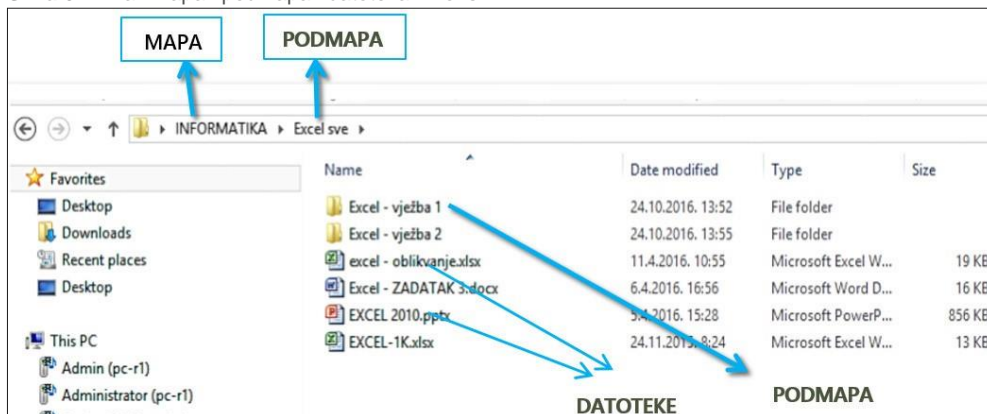 MAPA PODMAPA
INFORMATIKA Excel sve
Favorites
Desktop
Downloads
Recent places
Desktop
This PC
Admin (pc-r1)
Administrator (pc-r1)
Name Date modified Type Size
Excel - vježba 1 24.10.2016. 13:52 File folder
Excel - vježba 2 24.10.2016. 13:55 File folder
excel - oblikvanje.xlsx 11.4.2016. 10:55 Microsoft Excel W... 19 KB
Excel - ZADATAK 3.docx 6.4.2016. 16:56 Microsoft Word D... 16 KB
EXCEL 2010.pptx 5.4.2016. 15:28 Microsoft PowerP... 856 KB
EXCEL-1K.xlsx 24.11.2015. 8:24 Microsoft Excel W... 13 KB
DATOTEKE PODMAPA